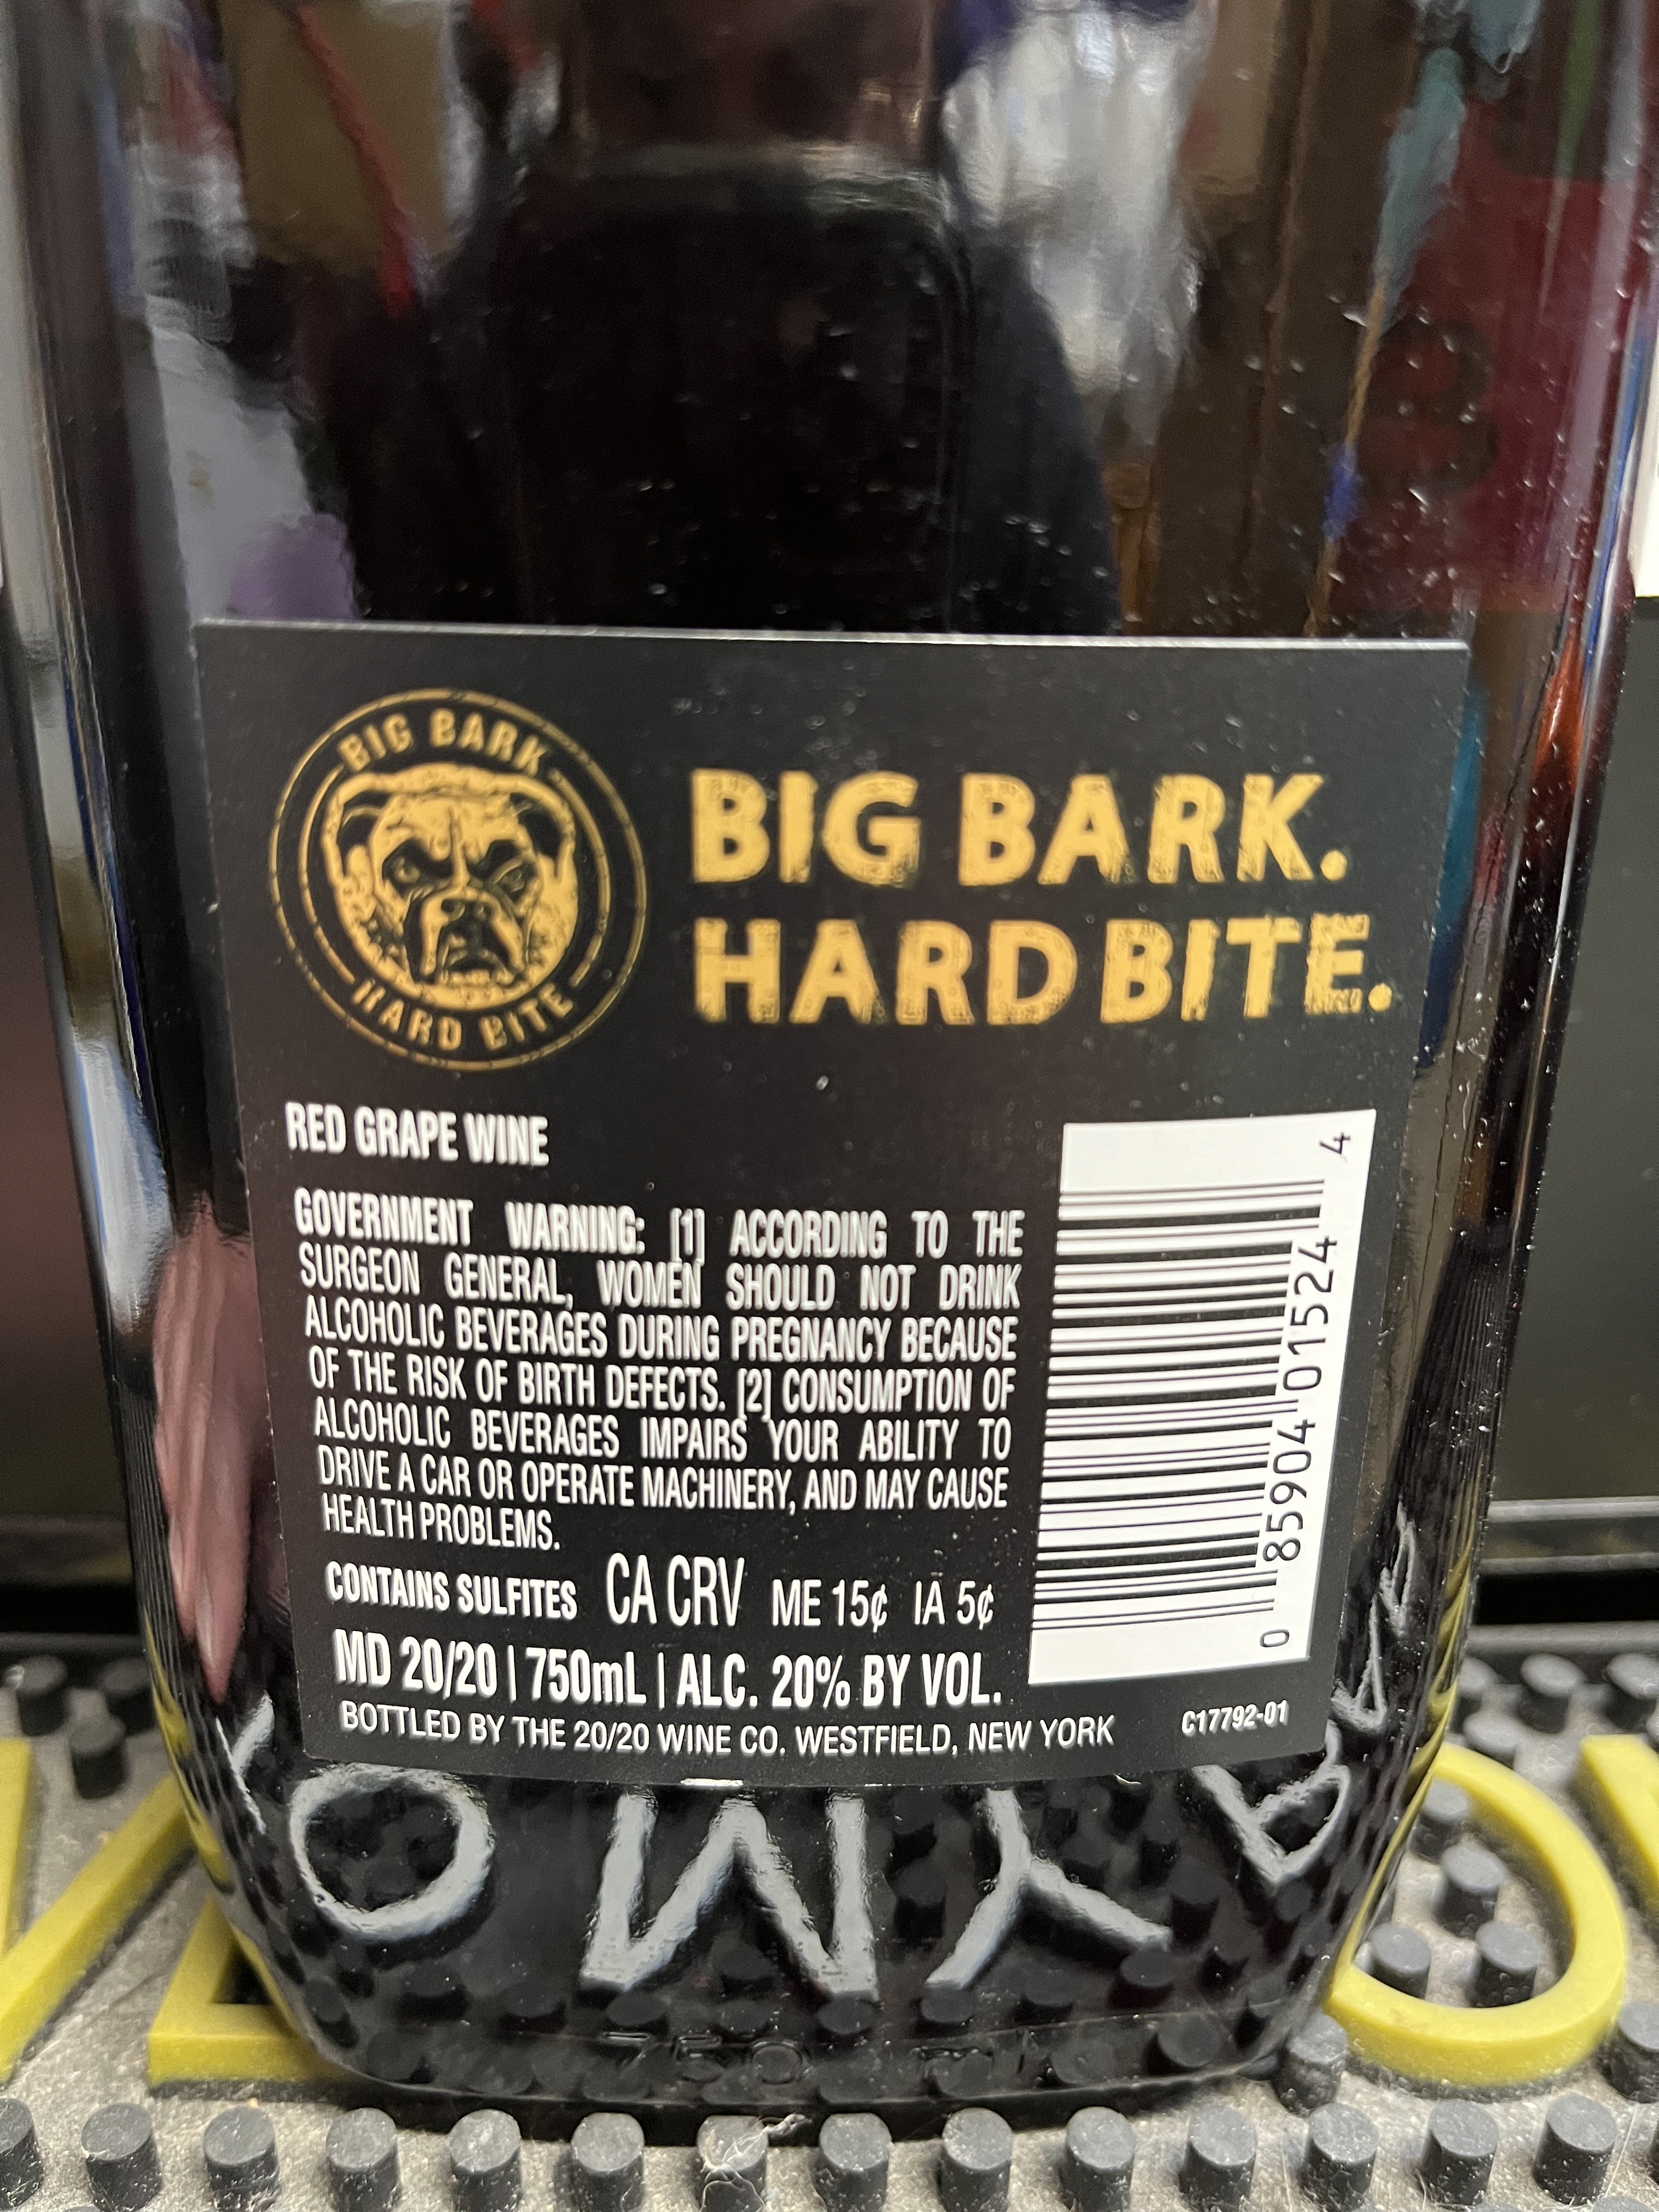 BIG BARK
HARD BITE
BIG BARK.
HARD BITE.
RED GRAPE WINE
GOVERNMENT WARNING: [1] ACCORDING TO THE
SURGEON GENERAL, WOMEN SHOULD NOT DRINK
ALCOHOLIC BEVERAGES DURING PREGNANCY BECAUSE
OF THE RISK OF BIRTH DEFECTS. [2] CONSUMPTION OF
ALCOHOLIC BEVERAGES IMPAIRS YOUR ABILITY TO
DRIVE A CAR OR OPERATE MACHINERY, AND MAY CAUSE
HEALTH PROBLEMS.
CONTAINS SULFITES CA CRV ME 15¢ IA 5¢
MD 20/20 | 750mL | ALC. 20% BY VOL.
BOTTLED BY THE 20/20 WINE CO. WESTFIELD, NEW YORK C17792-01
0 85904 01524 4
750 ml